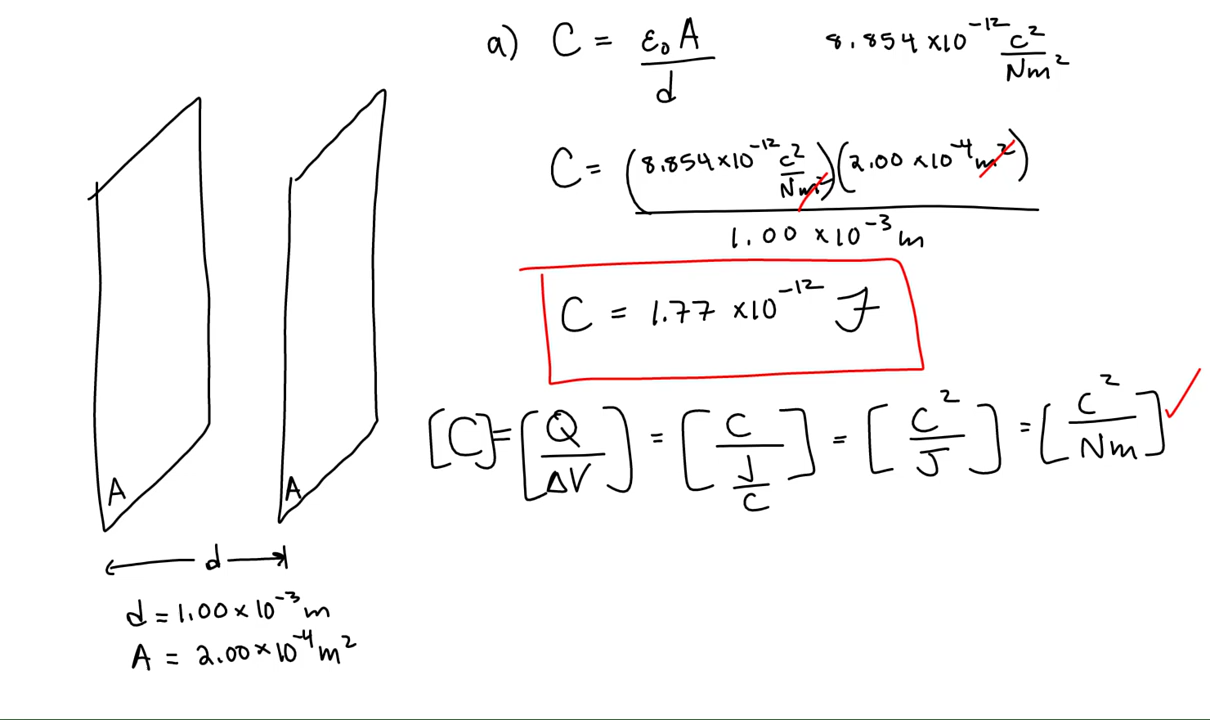 a) C = ε₀A / d
8.854 ×10⁻¹² C² / Nm²
C = (8.854 ×10⁻¹² C² / Nm²)(2.00 ×10⁻⁴ m²) / 1.00 ×10⁻³ m
C = 1.77 ×10⁻¹² F
[C] = [Q / ΔV] = [C / (J / C)] = [C² / J] = [C² / Nm] ✓
A
A
d
d = 1.00 × 10⁻³ m
A = 2.00 × 10⁻⁴ m²